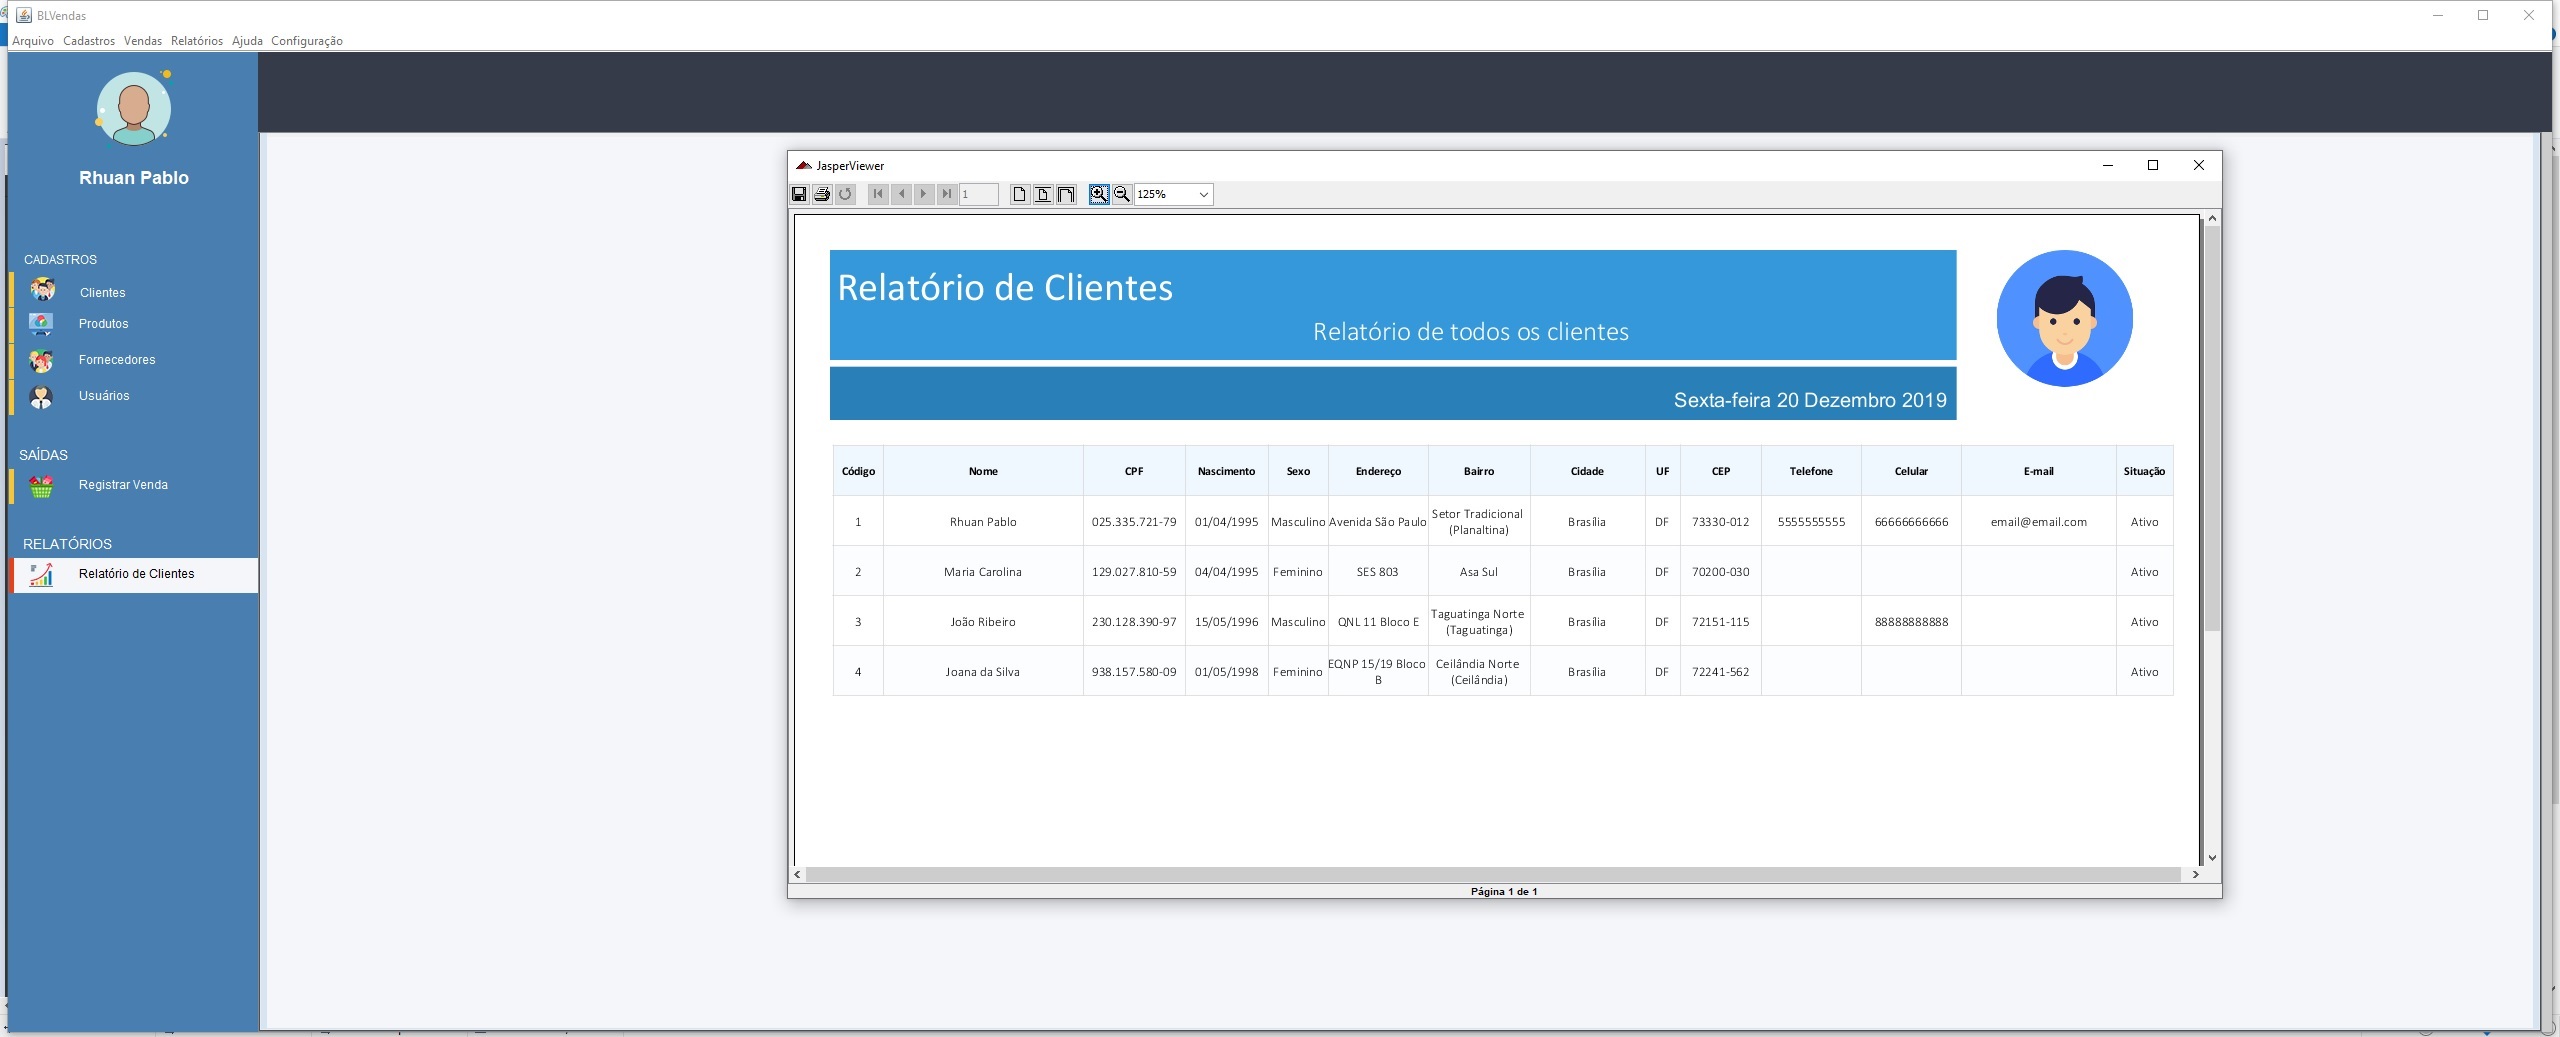 BLVendas
Arquivo Cadastros Vendas Relatórios Ajuda Configuração
Rhuan Pablo
CADASTROS
Clientes
Produtos
Fornecedores
Usuários
SAÍDAS
Registrar Venda
RELATÓRIOS
Relatório de Clientes
JasperViewer
1 125%
Relatório de Clientes
Relatório de todos os clientes
Sexta-feira 20 Dezembro 2019
Código Nome CPF Nascimento Sexo Endereço Bairro Cidade UF CEP Telefone Celular E-mail Situação
1 Rhuan Pablo 025.335.721-79 01/04/1995 Masculino Avenida São Paulo Setor Tradicional (Planaltina) Brasília DF 73330-012 5555555555 66666666666 email@email.com Ativo
2 Maria Carolina 129.027.810-59 04/04/1995 Feminino SES 803 Asa Sul Brasília DF 70200-030 Ativo
3 João Ribeiro 230.128.390-97 15/05/1996 Masculino QNL 11 Bloco E Taguatinga Norte (Taguatinga) Brasília DF 72151-115 88888888888 Ativo
4 Joana da Silva 938.157.580-09 01/05/1998 Feminino EQNP 15/19 Bloco B Ceilândia Norte (Ceilândia) Brasília DF 72241-562 Ativo
Página 1 de 1